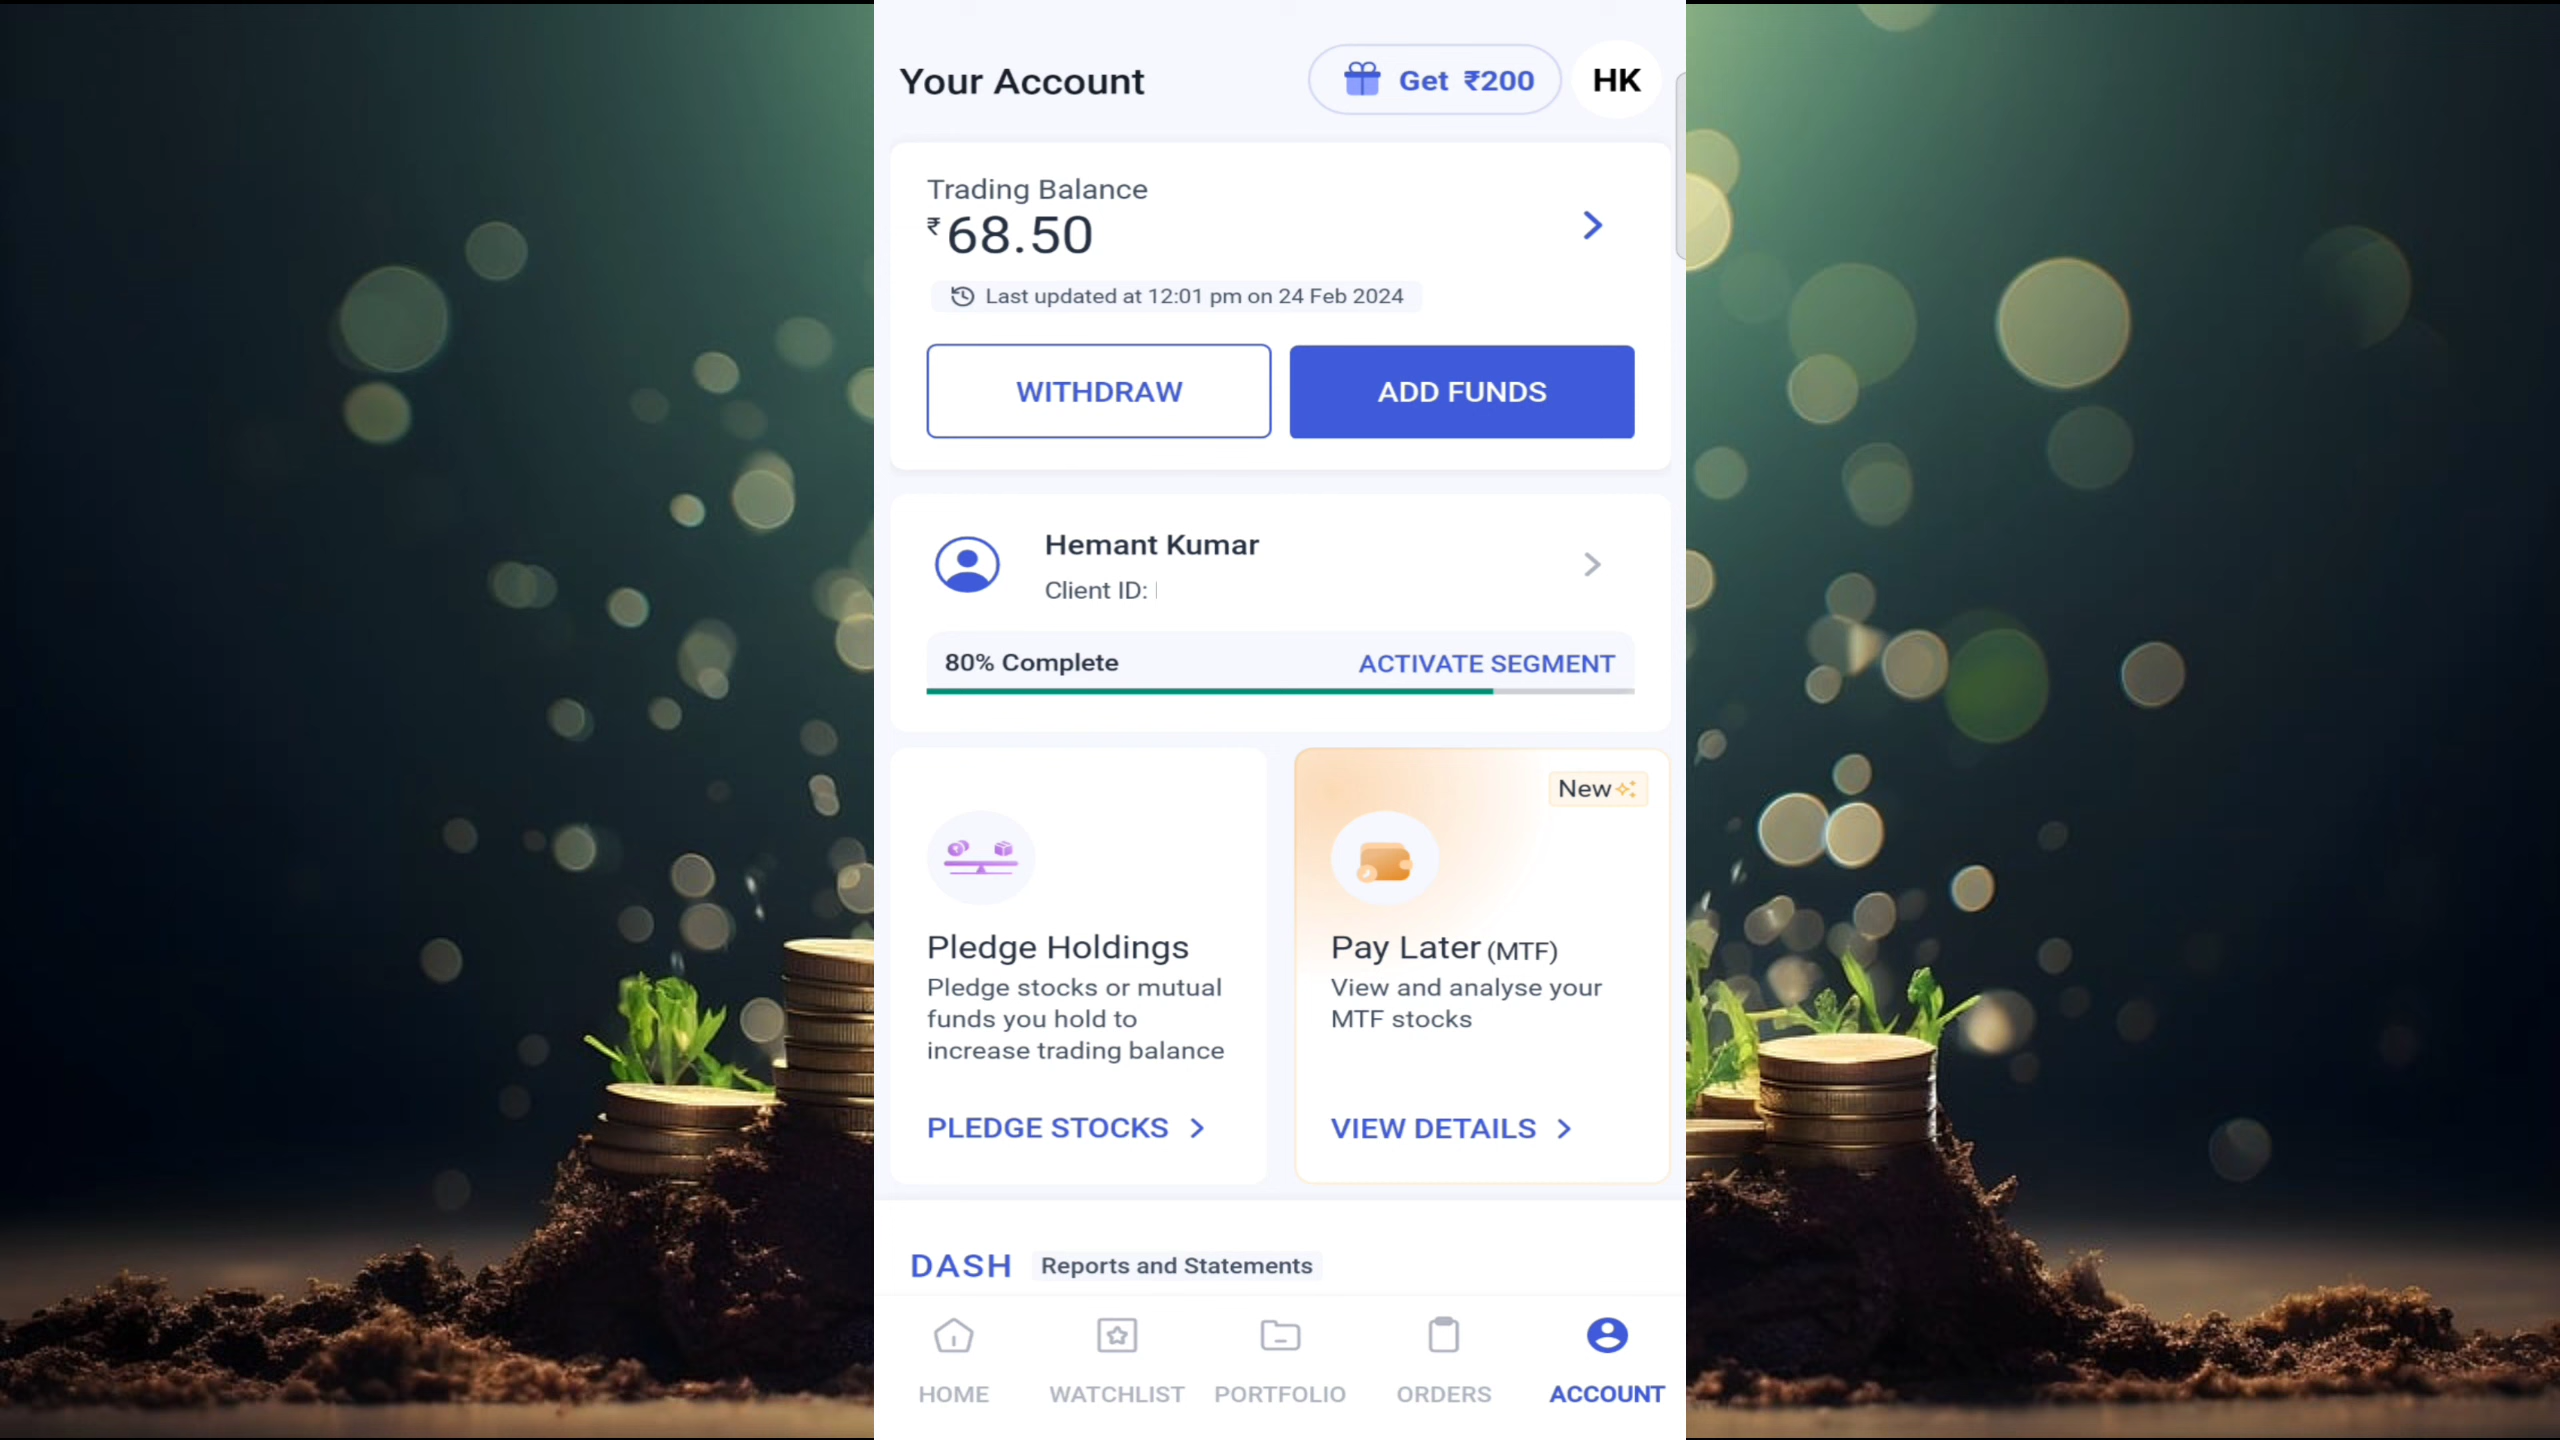 Your Account
Get ₹200
HK
Trading Balance
₹68.50
Last updated at 12:01 pm on 24 Feb 2024
WITHDRAW
ADD FUNDS
Hemant Kumar
Client ID:
80% Complete
ACTIVATE SEGMENT
Pledge Holdings
Pledge stocks or mutual
funds you hold to
increase trading balance
PLEDGE STOCKS
New
Pay Later (MTF)
View and analyse your
MTF stocks
VIEW DETAILS
DASH
Reports and Statements
HOME
WATCHLIST
PORTFOLIO
ORDERS
ACCOUNT